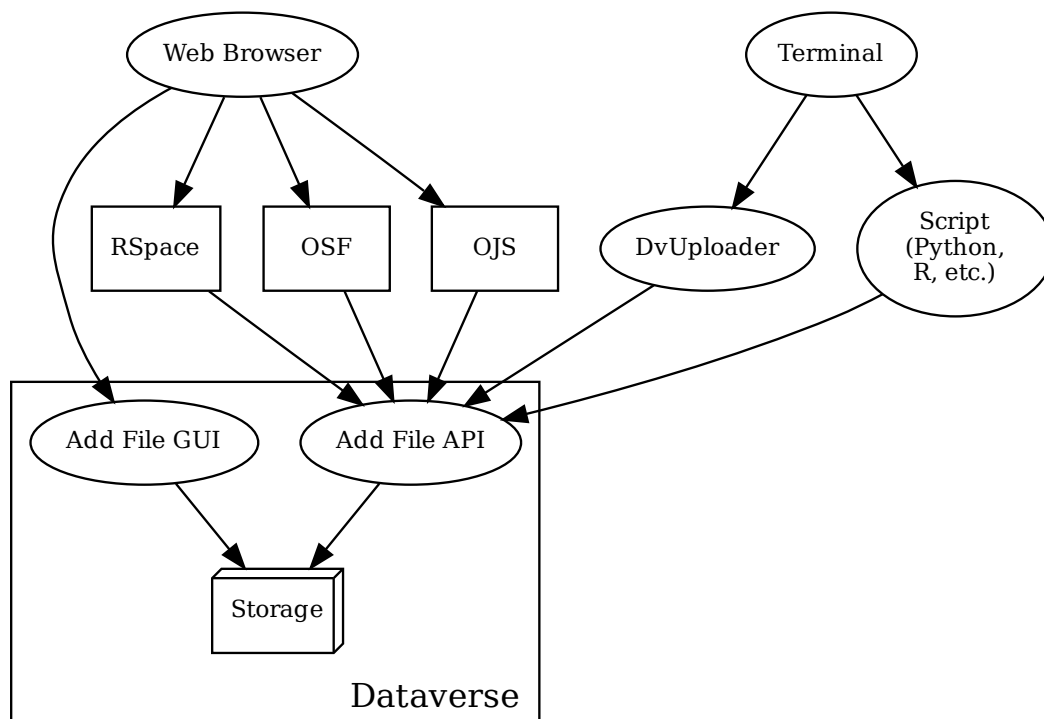 Web Browser
Terminal
RSpace
OSF
OJS
DvUploader
Script
(Python,
R, etc.)
Add File GUI
Add File API
Storage
Dataverse